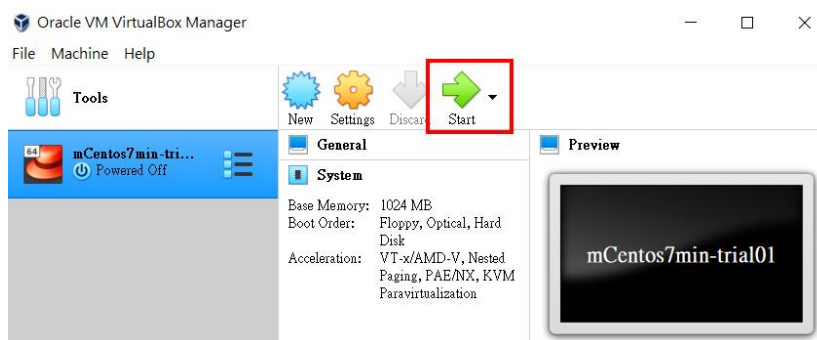 Oracle VM VirtualBox Manager
File Machine Help
Tools
New Settings Discard Start
64
mCentos7min-tri...
Powered Off
General
System
Base Memory: 1024 MB
Boot Order: Floppy, Optical, Hard
Disk
Acceleration: VT-x/AMD-V, Nested
Paging, PAE/NX, KVM
Paravirtualization
Preview
mCentos7min-trial01